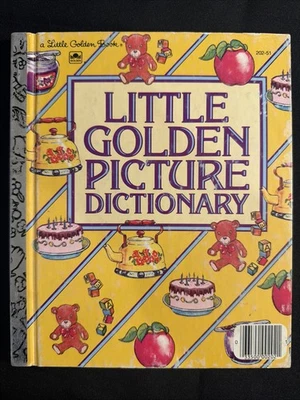 a Little Golden Book®
202-51
LITTLE
GOLDEN
PICTURE
DICTIONARY